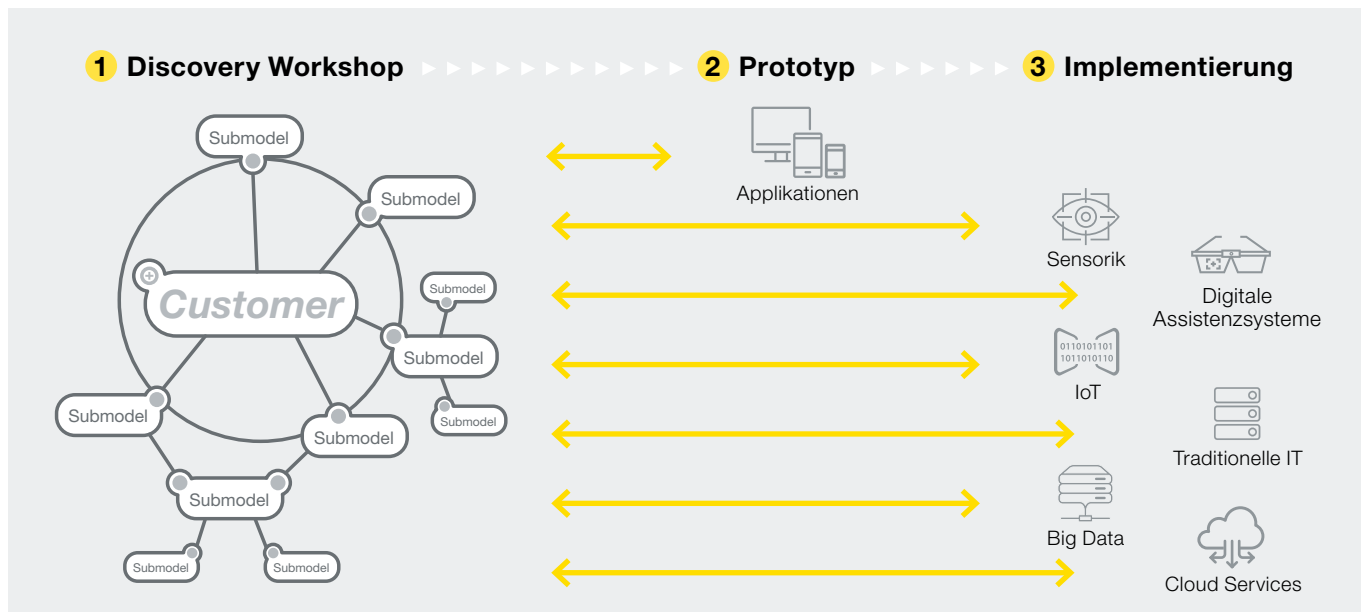 1 Discovery Workshop
2 Prototyp
3 Implementierung
Submodel
Submodel
Customer
Submodel
Submodel
Submodel
Submodel
Submodel
Submodel
Submodel
Submodel
Applikationen
Sensorik
Digitale
Assistenzsysteme
0110101101
1011010110
IoT
Traditionelle IT
Big Data
Cloud Services